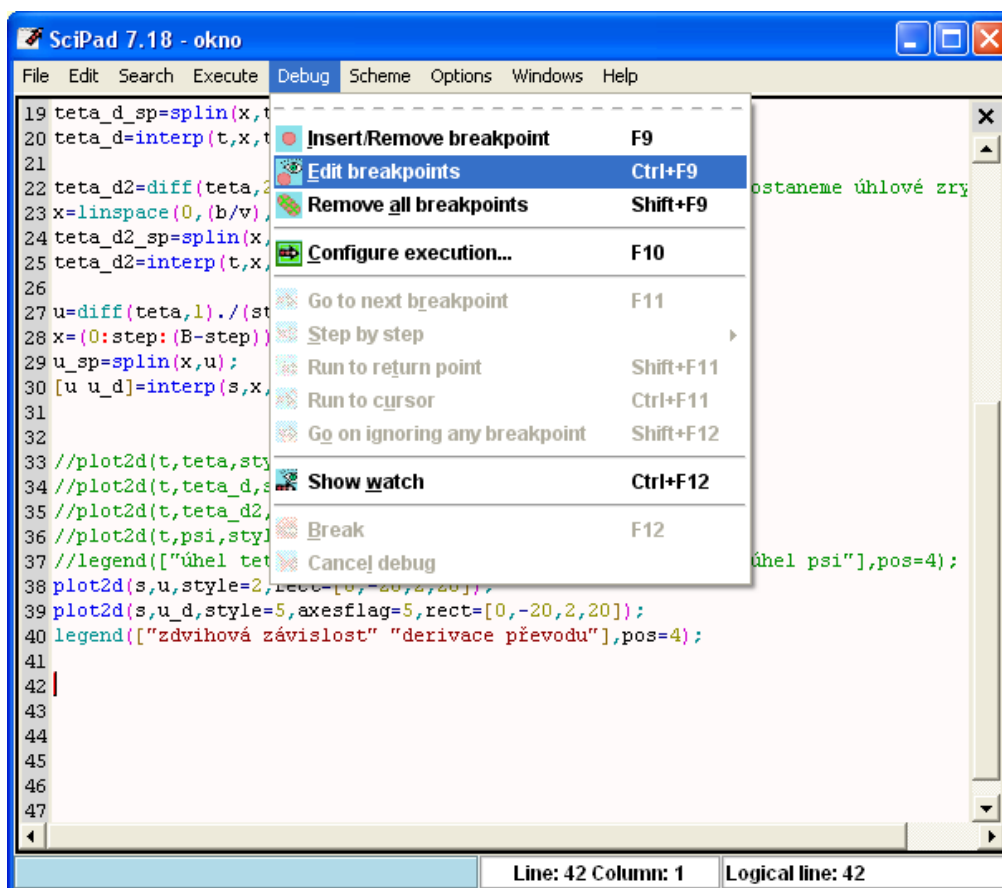 SciPad 7.18 - okno
File Edit Search Execute Debug Scheme Options Windows Help
19 teta_d_sp=splin(x,t
20 teta_d=interp(t,x,t
21
22 teta_d2=diff(teta,2 ostaneme úhlové zry
23 x=linspace(0,(b/v),
24 teta_d2_sp=splin(x,
25 teta_d2=interp(t,x,
26
27 u=diff(teta,1)./(st
28 x=(0:step:(B-step))
29 u_sp=splin(x,u);
30 [u u_d]=interp(s,x,
31
32
33 //plot2d(t,teta,sty
34 //plot2d(t,teta_d,s
35 //plot2d(t,teta_d2,
36 //plot2d(t,psi,styl
37 //legend(["úhel tet úhel psi"],pos=4);
38 plot2d(s,u,style=2,rect=[0,-20,2,20]);
39 plot2d(s,u_d,style=5,axesflag=5,rect=[0,-20,2,20]);
40 legend(["zdvihová závislost" "derivace převodu"],pos=4);
41
42
43
44
45
46
47
Insert/Remove breakpoint F9
Edit breakpoints Ctrl+F9
Remove all breakpoints Shift+F9
Configure execution... F10
Go to next breakpoint F11
Step by step
Run to return point Shift+F11
Run to cursor Ctrl+F11
Go on ignoring any breakpoint Shift+F12
Show watch Ctrl+F12
Break F12
Cancel debug
Line: 42 Column: 1 Logical line: 42